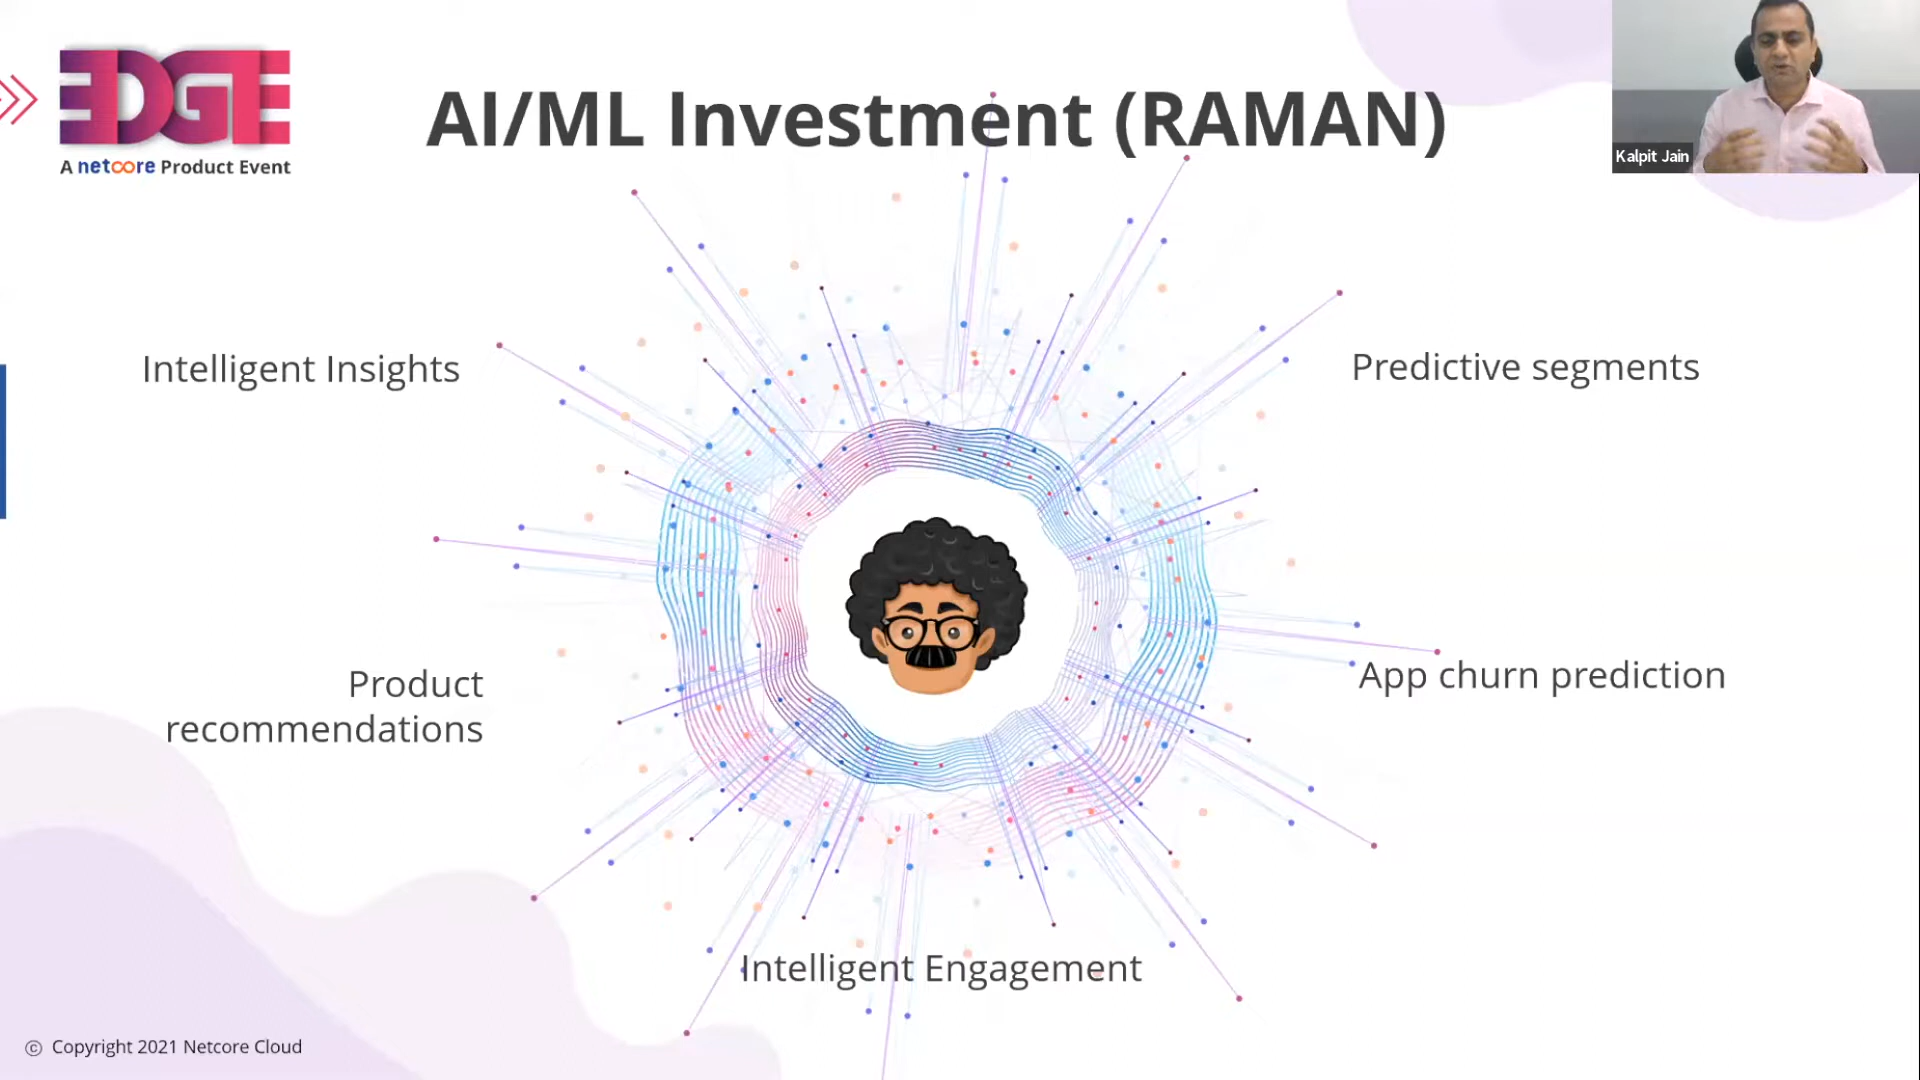 EDGE
A netcore Product Event
AI/ML Investment (RAMAN)
Kalpit Jain
Intelligent Insights
Predictive segments
Product
recommendations
App churn prediction
Intelligent Engagement
© Copyright 2021 Netcore Cloud